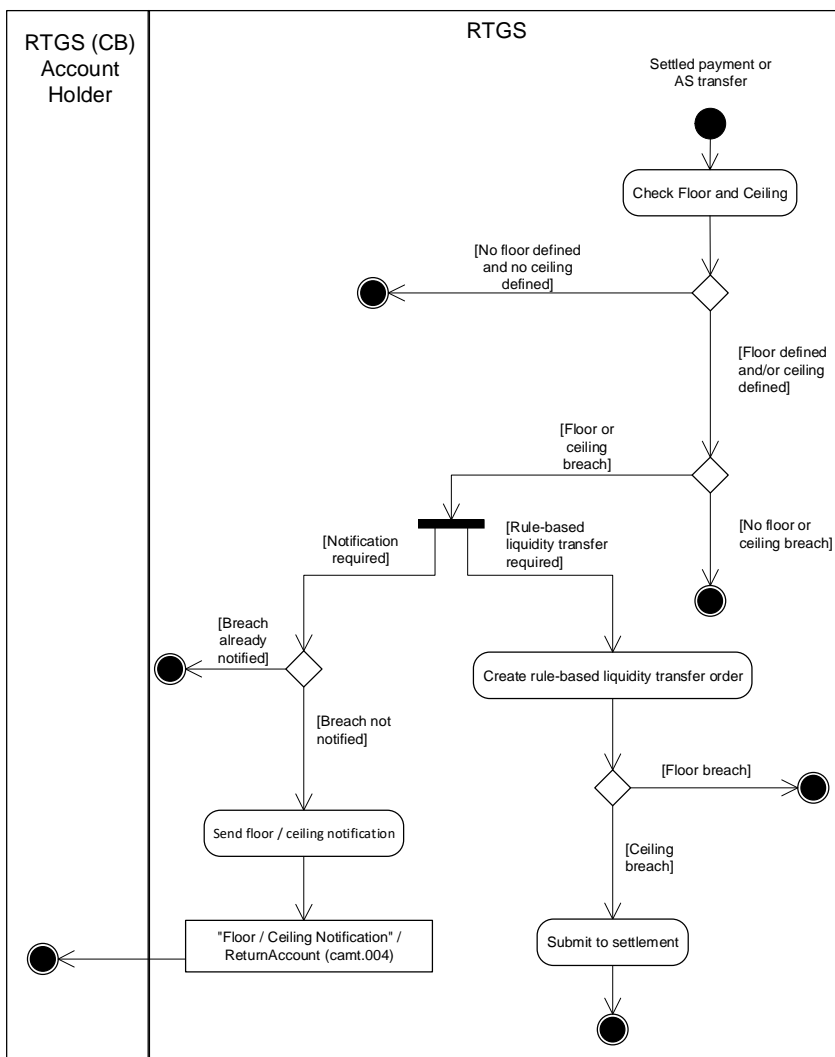 RTGS (CB)
Account
Holder
RTGS
Settled payment or
AS transfer
Check Floor and Ceiling
[No floor defined
and no ceiling
defined]
[Floor defined
and/or ceiling
defined]
[Floor or
ceiling
breach]
[No floor or
ceiling breach]
[Notification
required]
[Rule-based
liquidity transfer
required]
[Breach
already
notified]
Create rule-based liquidity transfer order
[Breach not
notified]
[Floor breach]
Send floor / ceiling notification
[Ceiling
breach]
"Floor / Ceiling Notification" /
ReturnAccount (camt.004)
Submit to settlement